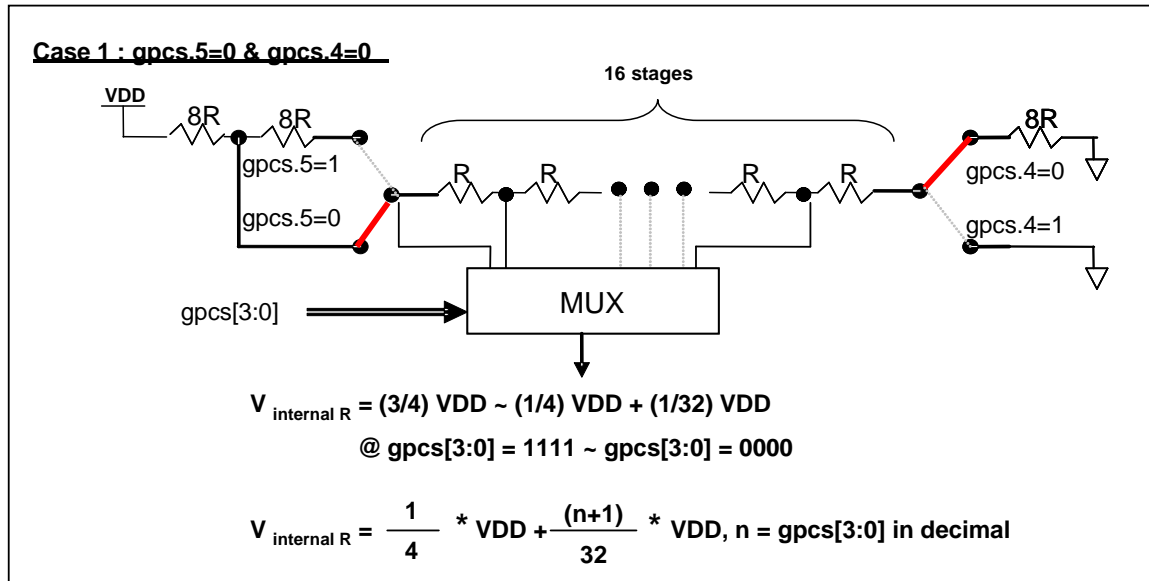 Case 1 : gpcs.5=0 & gpcs.4=0
16 stages
VDD
8R
8R
8R
gpcs.5=1
R
R
R
R
gpcs.4=0
gpcs.5=0
gpcs.4=1
gpcs[3:0]
MUX
V internal R = (3/4) VDD ~ (1/4) VDD + (1/32) VDD
@ gpcs[3:0] = 1111 ~ gpcs[3:0] = 0000
V internal R = 1/4 * VDD + (n+1)/32 * VDD, n = gpcs[3:0] in decimal